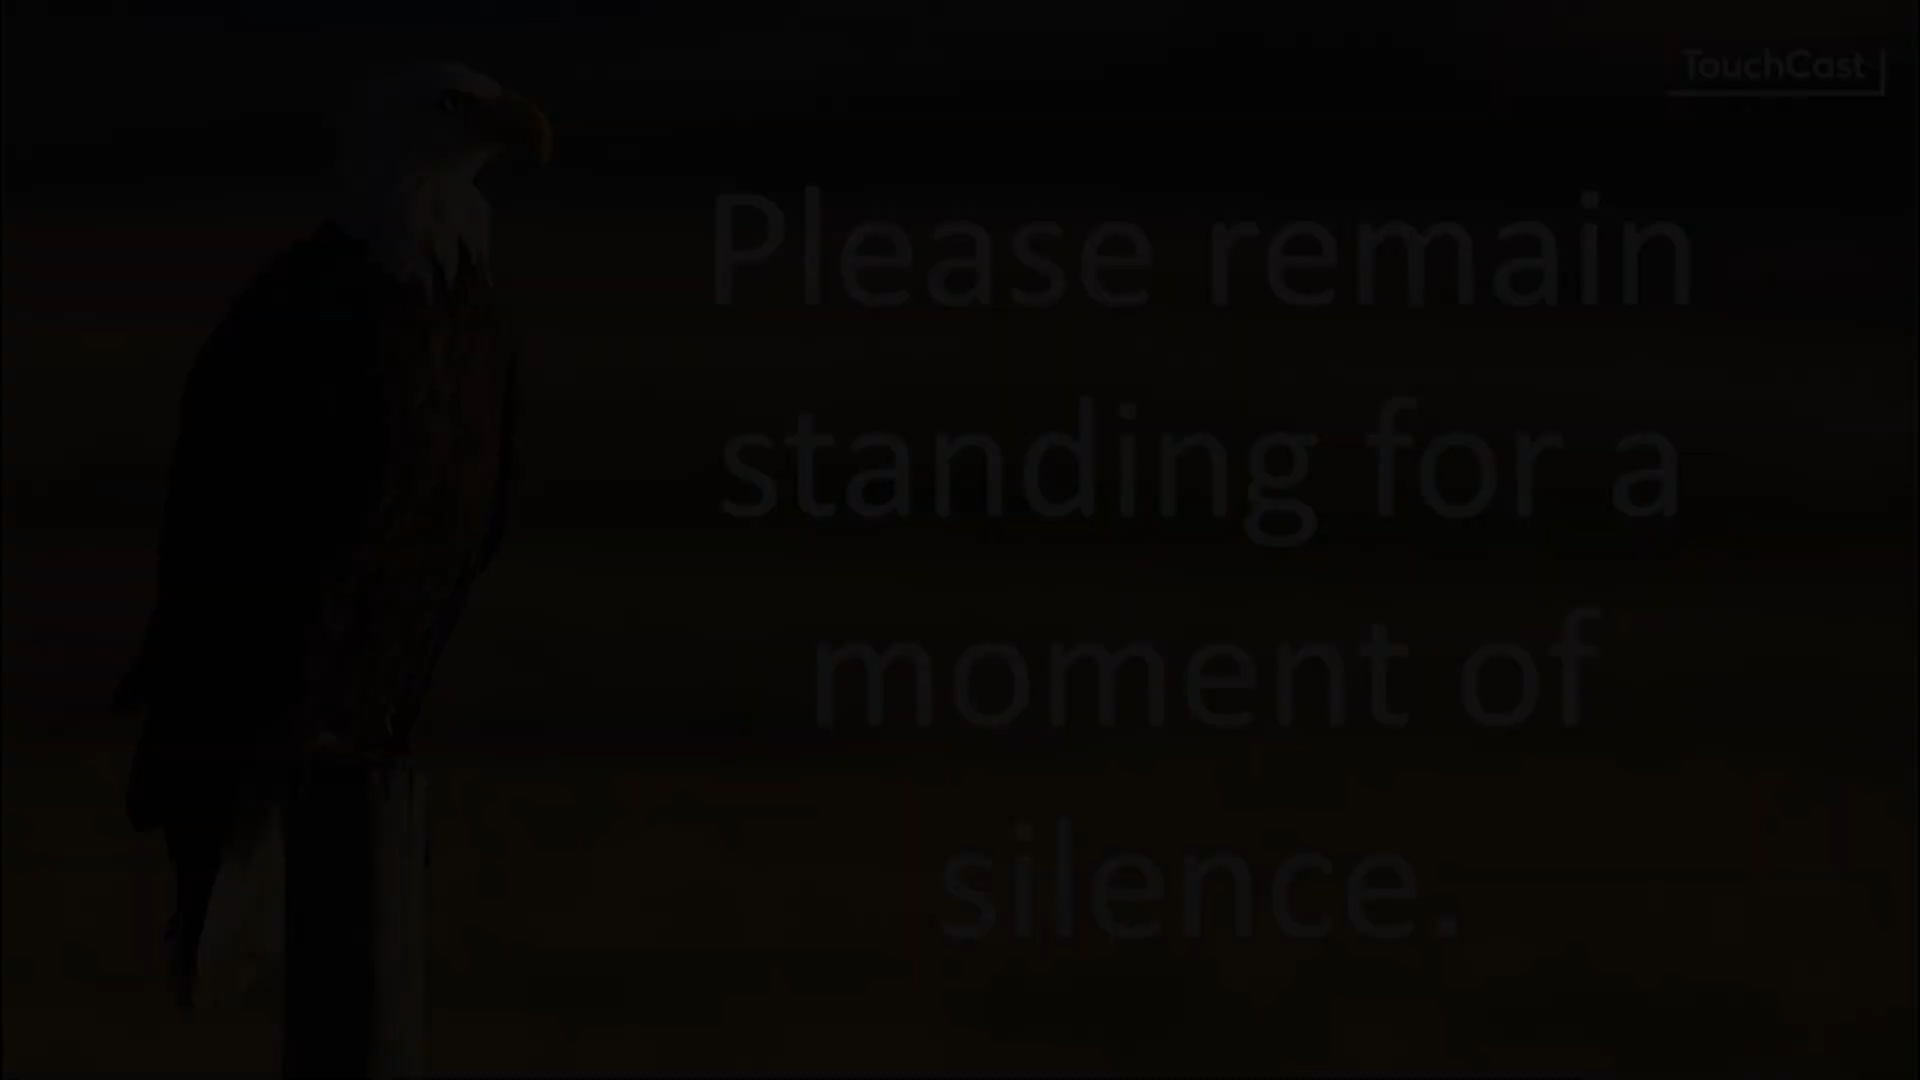 TouchCast
Please remain
standing for a
moment of
silence.